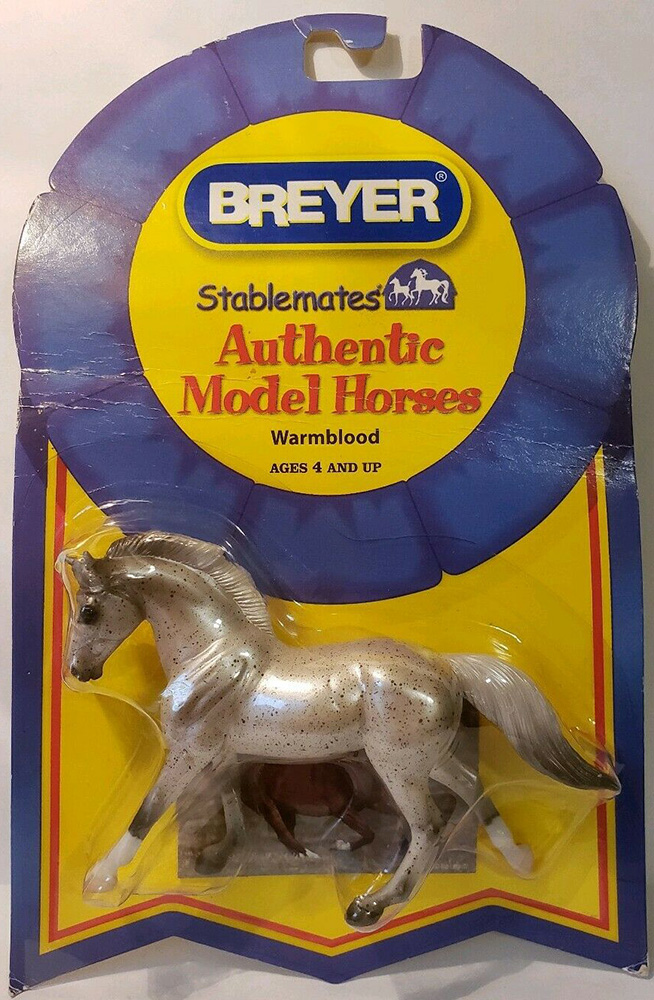 BREYER®
Stablemates®
Authentic
Model Horses
Warmblood
AGES 4 AND UP